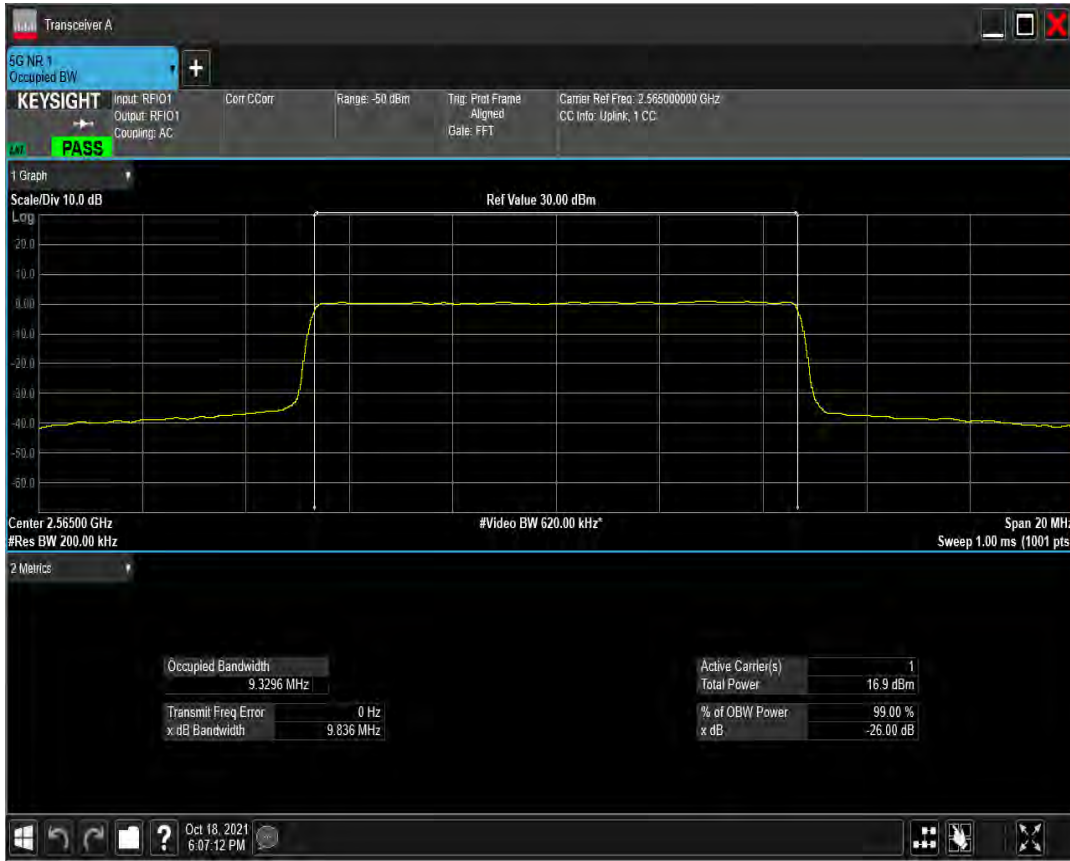 Transceiver A
5G NR 1
Occupied BW
+
KEYSIGHT
Input: RFIO1
Output: RFIO1
Coupling: AC
Corr CCorr
Range: -50 dBm
Trig: Prot Frame
Aligned
Gate: FFT
Carrier Ref Freq: 2.565000000 GHz
CC Info: Uplink, 1 CC
PASS
1 Graph
Scale/Div 10.0 dB
Ref Value 30.00 dBm
Log
20.0
10.0
0.00
-10.0
-20.0
-30.0
-40.0
-50.0
-60.0
Center 2.56500 GHz
#Video BW 620.00 kHz*
Span 20 MHz
#Res BW 200.00 kHz
Sweep 1.00 ms (1001 pts
2 Metrics
Occupied Bandwidth
9.3296 MHz
Transmit Freq Error 0 Hz
x dB Bandwidth 9.836 MHz
Active Carrier(s) 1
Total Power 16.9 dBm
% of OBW Power 99.00 %
x dB -26.00 dB
?
Oct 18, 2021
6:07:12 PM